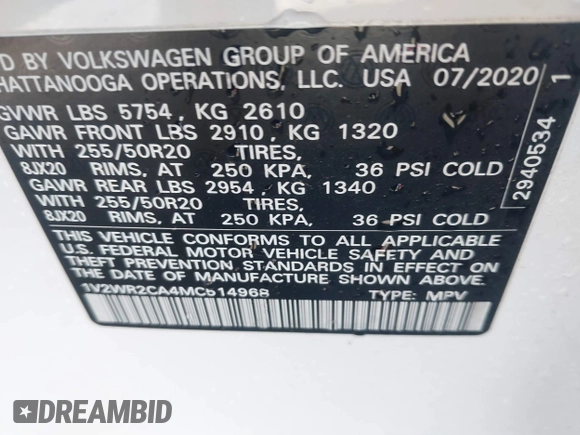 D BY VOLKSWAGEN GROUP OF AMERICA
HATTANOOGA OPERATIONS, LLC. USA 07/2020
GVWR LBS 5754, KG 2610
GAWR FRONT LBS 2910, KG 1320
WITH 255/50R20 TIRES,
8JX20 RIMS, AT 250 KPA, 36 PSI COLD
GAWR REAR LBS 2954, KG 1340
WITH 255/50R20 TIRES,
8JX20 RIMS, AT 250 KPA, 36 PSI COLD
THIS VEHICLE CONFORMS TO ALL APPLICABLE
U.S. FEDERAL MOTOR VEHICLE SAFETY AND
THEFT PREVENTION STANDARDS IN EFFECT ON
THE DATE OF MANUFACTURE SHOWN ABOVE.
1V2WR2CA4MC514968 TYPE: MPV
2940534 1
DREAMBID